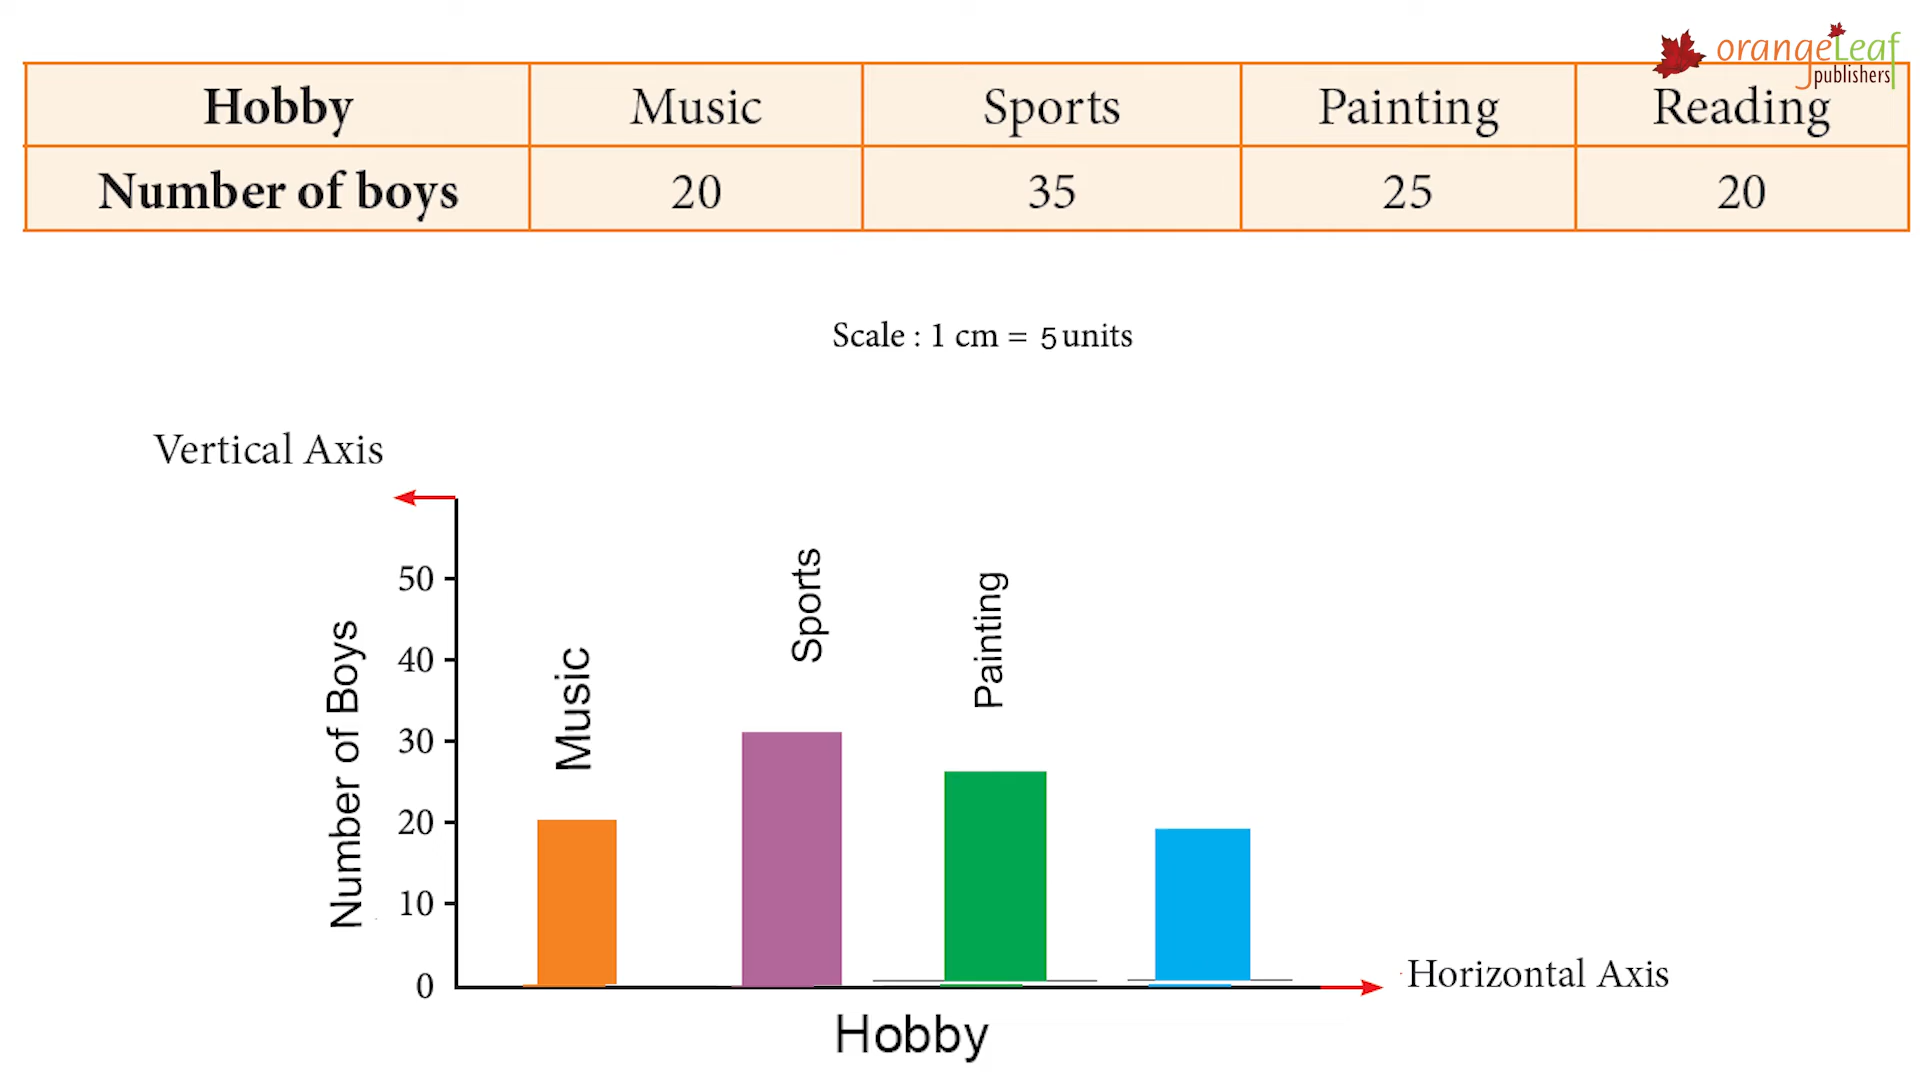 orangeLeaf
publishers
Hobby Music Sports Painting Reading
Number of boys 20 35 25 20
Scale : 1 cm = 5 units
Vertical Axis
Number of Boys
50
40
30
20
10
0
Music
Sports
Painting
Horizontal Axis
Hobby